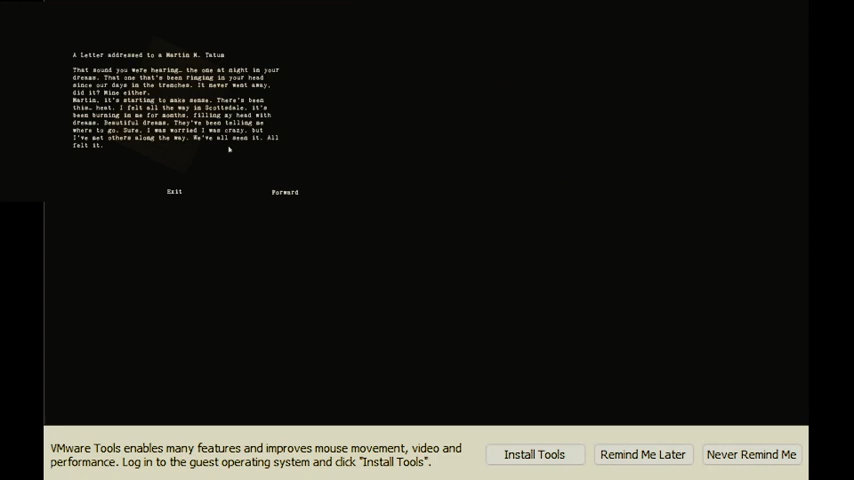 A Letter addressed to a Martin M. Tatum
That sound you were hearing… the one at night in your
dreams. That one that's been ringing in your head
since our days in the trenches. It never went away,
did it? Mine either.
Martin, it's starting to make sense. There's been
this… heat. I felt all the way in Scottsdale. it's
been burning in me for months. filling my head with
dreams. Beautiful dreams. They've been telling me
where to go. Sure, I was worried I was crazy, but
I've met others along the way. We've all seen it. All
felt it.
Exit
Forward
VMware Tools enables many features and improves mouse movement, video and
performance. Log in to the guest operating system and click "Install Tools".
Install Tools
Remind Me Later
Never Remind Me